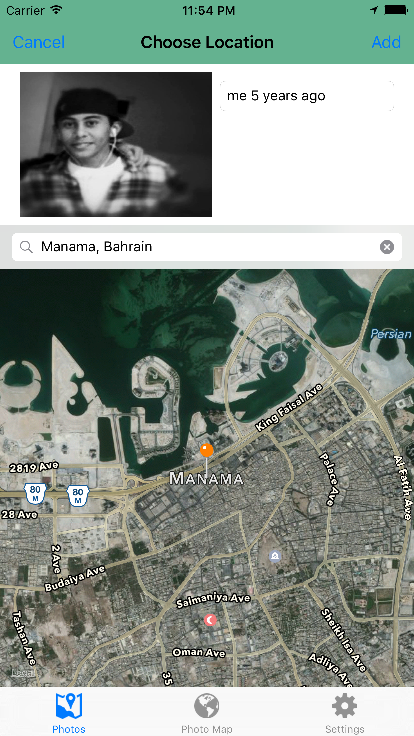 Carrier 11:54 PM
Cancel Choose Location Add
me 5 years ago
Manama, Bahrain
Persian
King Faisal Ave
2819 Ave
MANAMA
Palace Ave
Al Fatih Ave
80
M
80
M
28 Ave
2 Ave
Budaiya Ave
Salmaniya Ave
Tashan Ave
Sheikh Isa Ave
Oman Ave
Adliya Ave
35
Legal
Photos Photo Map Settings